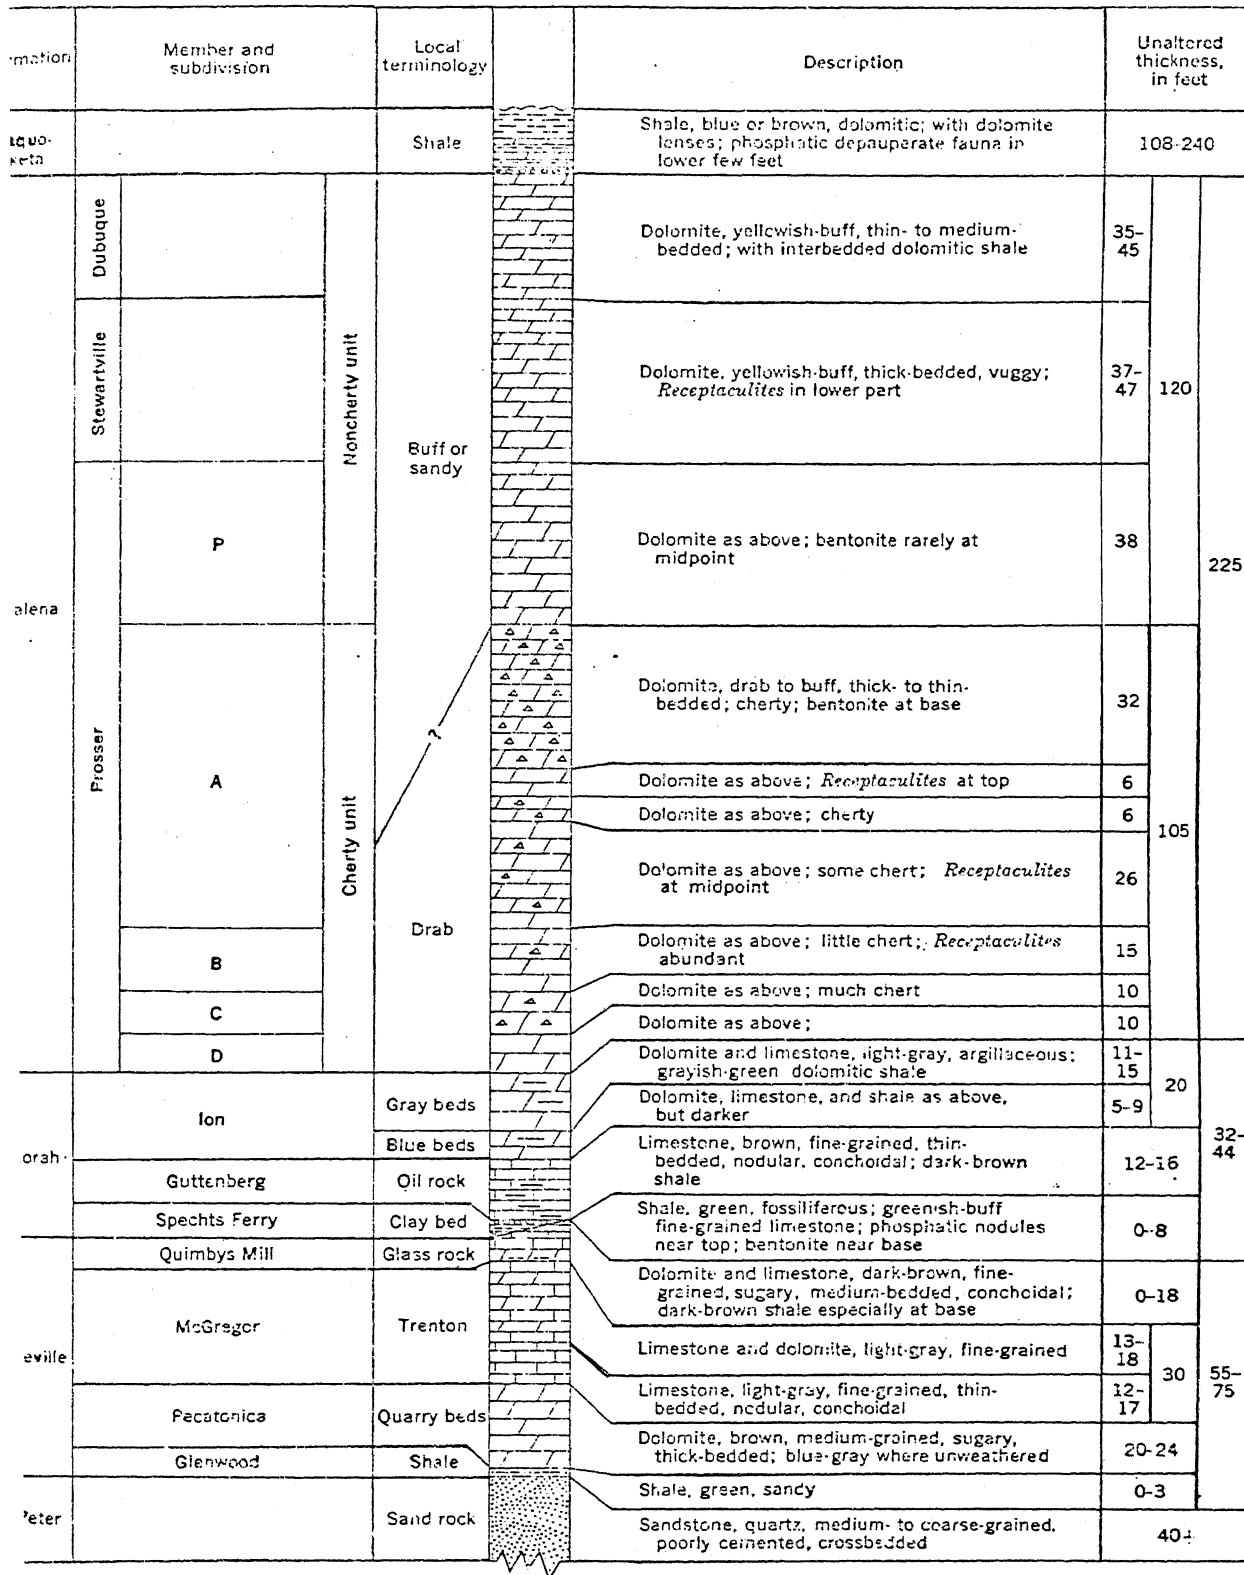 rmation
Member and
subdivision
Local
terminology
Description
Unaltered
thickness,
in feet
aquo-
keta
Shale
Shale, blue or brown, dolomitic; with dolomite
lenses; phosphatic depauperate fauna in
lower few feet
108-240
Dubuque
Dolomite, yellowish-buff, thin- to medium-
bedded; with interbedded dolomitic shale
35-
45
Stewartville
Noncherty unit
Dolomite, yellowish-buff, thick-bedded, vuggy;
Receptaculites in lower part
37-
47
120
Buff or
sandy
P
Dolomite as above; bentonite rarely at
midpoint
38
225
alena
Prosser
A
Cherty unit
?
Dolomite, drab to buff, thick- to thin-
bedded; cherty; bentonite at base
32
Dolomite as above; Receptaculites at top
6
Dolomite as above; cherty
6
105
Dolomite as above; some chert; Receptaculites
at midpoint
26
Drab
B
Dolomite as above; little chert; Receptaculites
abundant
15
C
Dolomite as above; much chert
10
Dolomite as above;
10
D
Dolomite and limestone, light-gray, argillaceous;
grayish-green dolomitic shale
11-
15
20
Ion
Gray beds
Dolomite, limestone, and shale as above,
but darker
5-9
Blue beds
32-
44
orah
Limestone, brown, fine-grained, thin-
bedded, nodular, conchoidal; dark-brown
shale
12-16
Guttenberg
Oil rock
Spechts Ferry
Clay bed
Shale, green, fossiliferous; greenish-buff
fine-grained limestone; phosphatic nodules
near top; bentonite near base
0-8
Quimbys Mill
Glass rock
Dolomite and limestone, dark-brown, fine-
grained, sugary, medium-bedded, conchoidal;
dark-brown shale especially at base
0-18
McGregor
Trenton
eville
Limestone and dolomite, light-gray, fine-grained
13-
18
30
55-
75
Limestone, light-gray, fine-grained, thin-
bedded, nodular, conchoidal
12-
17
Pecatonica
Quarry beds
Dolomite, brown, medium-grained, sugary,
thick-bedded; blue-gray where unweathered
20-24
Glenwood
Shale
Shale, green, sandy
0-3
Peter
Sand rock
Sandstone, quartz, medium- to coarse-grained,
poorly cemented, crossbedded
40+